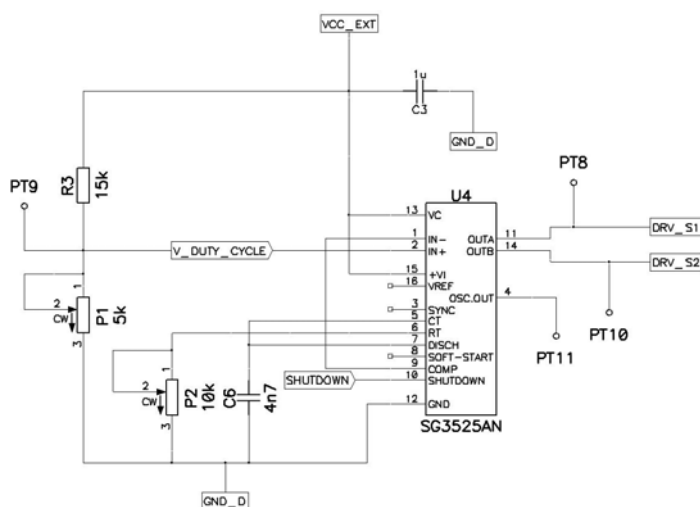 VCC_EXT
1u
C3
GND_D
PT9
R3
15k
V_DUTY_CYCLE
1
2
CW
3
P1
5k
1
2
CW
3
P2
10k
C6
4n7
SHUTDOWN
GND_D
U4
13 VC
1 IN-
2 IN+
15 +VI
16 VREF
3 SYNC
5 CT
6 RT
7 DISCH
8 SOFT-START
9 COMP
10 SHUTDOWN
12 GND
OUTA 11
OUTB 14
OSC.OUT 4
SG3525AN
PT8
DRV_S1
DRV_S2
PT10
PT11